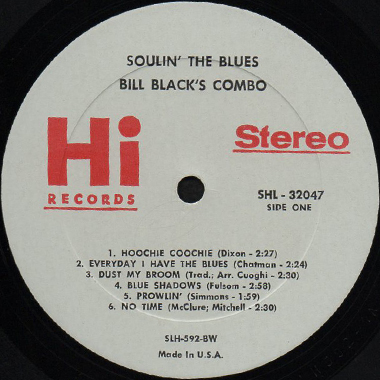 SOULIN' THE BLUES
BILL BLACK'S COMBO
Hi
RECORDS
Stereo
SHL - 32047
SIDE ONE
1. HOOCHIE COOCHIE (Dixon - 2:27)
2. EVERYDAY I HAVE THE BLUES (Chatman - 2:24)
3. DUST MY BROOM (Trad.; Arr. Cuoghi - 2:30)
4. BLUE SHADOWS (Fulsom - 2:58)
5. PROWLIN' (Simmons - 1:59)
6. NO TIME (McClure; Mitchell - 2:30)
SLH-592-BW
Made In U.S.A.